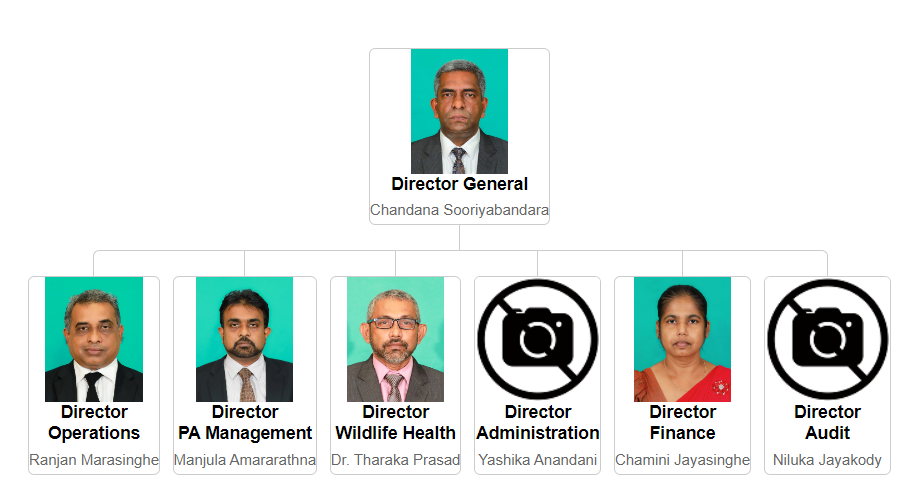 Director General
Chandana Sooriyabandara
Director
Operations
Ranjan Marasinghe
Director
PA Management
Manjula Amararathna
Director
Wildlife Health
Dr. Tharaka Prasad
Director
Administration
Yashika Anandani
Director
Finance
Chamini Jayasinghe
Director
Audit
Niluka Jayakody